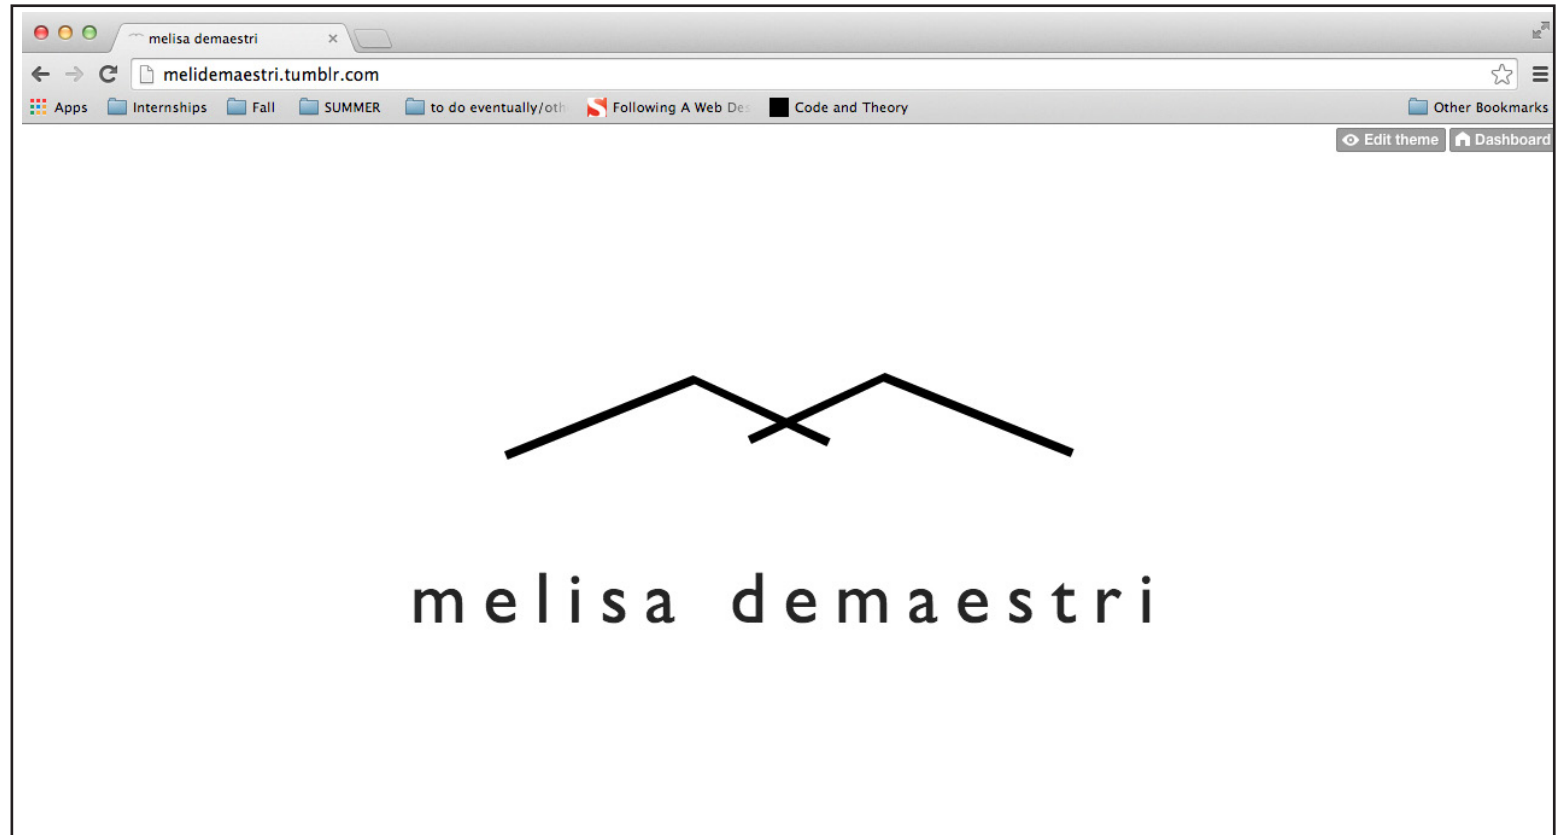 melisa demaestri
melidemaestri.tumblr.com
Apps Internships Fall SUMMER to do eventually/oth Following A Web Des Code and Theory Other Bookmarks
Edit theme Dashboard
melisa demaestri